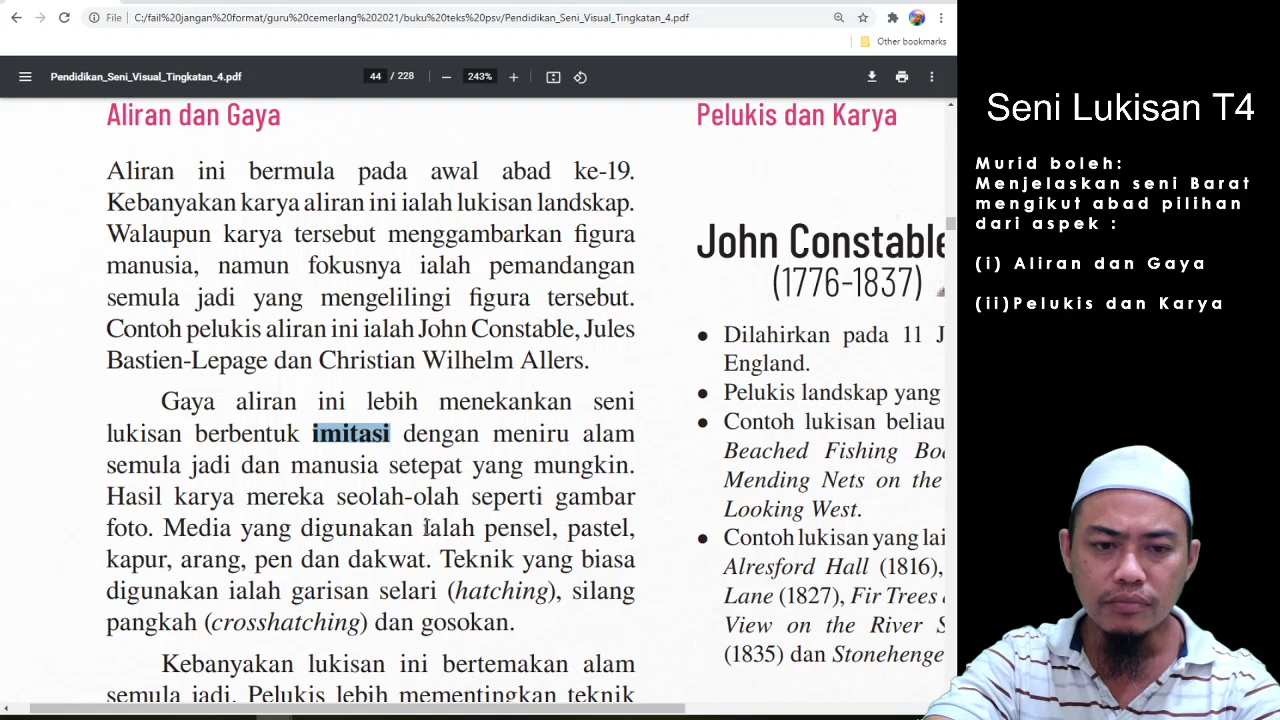 File
C:/fail%20jangan%20format/guru%20cemerlang%202021/buku%20teks%20psv/Pendidikan_Seni_Visual_Tingkatan_4.pdf
Other bookmarks
Pendidikan_Seni_Visual_Tingkatan_4.pdf
44 / 228
243%
Aliran dan Gaya
Aliran ini bermula pada awal abad ke-19.
Kebanyakan karya aliran ini ialah lukisan landskap.
Walaupun karya tersebut menggambarkan figura
manusia, namun fokusnya ialah pemandangan
semula jadi yang mengelilingi figura tersebut.
Contoh pelukis aliran ini ialah John Constable, Jules
Bastien-Lepage dan Christian Wilhelm Allers.
Gaya aliran ini lebih menekankan seni
lukisan berbentuk imitasi dengan meniru alam
semula jadi dan manusia setepat yang mungkin.
Hasil karya mereka seolah-olah seperti gambar
foto. Media yang digunakan ialah pensel, pastel,
kapur, arang, pen dan dakwat. Teknik yang biasa
digunakan ialah garisan selari (hatching), silang
pangkah (crosshatching) dan gosokan.
Kebanyakan lukisan ini bertemakan alam
semula jadi. Pelukis lebih mementingkan teknik
Pelukis dan Karya
John Constable
(1776-1837)
• Dilahirkan pada 11 J
England.
• Pelukis landskap yang
• Contoh lukisan beliau
Beached Fishing Boa
Mending Nets on the
Looking West.
• Contoh lukisan yang lai
Alresford Hall (1816),
Lane (1827), Fir Trees
View on the River S
(1835) dan Stonehenge
Seni Lukisan T4
Murid boleh:
Menjelaskan seni Barat
mengikut abad pilihan
dari aspek :
(i) Aliran dan Gaya
(ii)Pelukis dan Karya